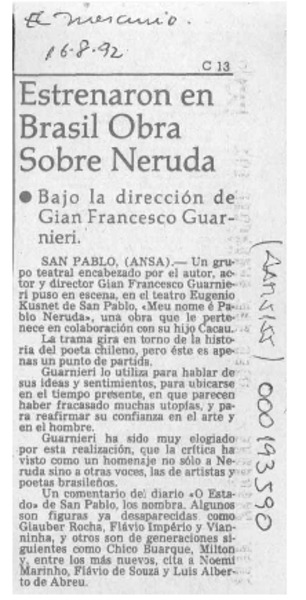 El Mercurio.
16.8.92
C 13
Estrenaron en
Brasil Obra
Sobre Neruda
● Bajo la dirección de
Gian Francesco Guar-
nieri.
SAN PABLO, (ANSA).— Un gru-
po teatral encabezado por el autor, ac-
tor y director Gian Francesco Guarnie-
ri puso en escena, en el teatro Eugenio
Kusnet de San Pablo, «Meu nome é Pa-
blo Neruda», una obra que le perte-
nece en colaboración con su hijo Cacau.
La trama gira en torno de la histo-
ria del poeta chileno, pero éste es ape-
nas un punto de partida.
Guarnieri lo utiliza para hablar de
sus ideas y sentimientos, para ubicarse
en el tiempo presente, en que parecen
haber fracasado muchas utopías, y pa-
ra reafirmar su confianza en el arte y
en el hombre.
Guarnieri ha sido muy elogiado
por esta realización, que la crítica ha
visto como un homenaje no sólo a Ne-
ruda sino a otras voces, las de artistas y
poetas brasileños.
Un comentario del diario «O Esta-
do» de San Pablo, los nombra. Algunos
son figuras ya desaparecidas como
Glauber Rocha, Flávio Império y Vian-
ninha, y otros son de generaciones si-
guientes como Chico Buarque, Milton
y, entre los más nuevos, cita a Noemi
Marinho, Flávio de Souza y Luis Alber-
to de Abreu.
000193590